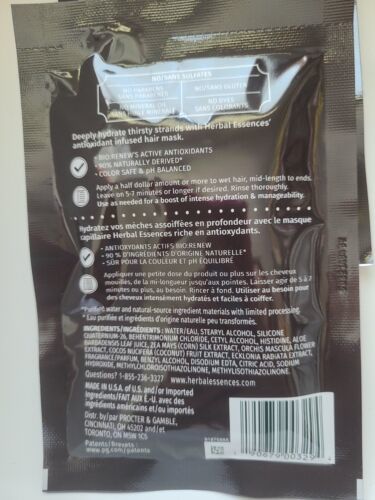 NO/SANS SULFATES
NO PARABENS
SANS PARABÈNES
NO/SANS GLUTEN
NO MINERAL OIL
SANS HUILE MINÉRALE
NO DYES
SANS COLORANTS
Deeply hydrate thirsty strands with Herbal Essences'
antioxidant infused hair mask.
• BIO:RENEW'S ACTIVE ANTIOXIDANTS
• 90% NATURALLY DERIVED*
• COLOR SAFE & pH BALANCED
Apply a half dollar amount or more to wet hair, mid-length to ends.
Leave on 5-7 minutes or longer if desired. Rinse thoroughly.
Use as needed for a boost of intense hydration & manageability.
Hydratez vos mèches assoiffées en profondeur avec le masque
capillaire Herbal Essences riche en antioxydants.
• ANTIOXYDANTS ACTIFS BIO:RENEW
• 90 % D'INGRÉDIENTS D'ORIGINE NATURELLE*
• SÛR POUR LA COULEUR ET pH ÉQUILIBRÉ
Appliquer une petite dose du produit ou plus sur les cheveux
mouillés, de la mi-longueur jusqu'aux pointes. Laisser agir de 5 à 7
minutes ou plus, au besoin. Rincer à fond. Utiliser au besoin pour
des cheveux intensément hydratés et faciles à coiffer.
*Purified water and natural-source ingredient materials with limited processing.
*Eau purifiée et ingrédients d'origine naturelle peu transformés.
INGREDIENTS/INGRÉDIENTS: WATER/EAU, STEARYL ALCOHOL, SILICONE
QUATERNIUM-26, BEHENTRIMONIUM CHLORIDE, CETYL ALCOHOL, HISTIDINE, ALOE
BARBADENSIS LEAF JUICE, ZEA MAYS (CORN) SILK EXTRACT, ORCHIS MASCULA FLOWER
EXTRACT, COCOS NUCIFERA (COCONUT) FRUIT EXTRACT, ECKLONIA RADIATA EXTRACT,
FRAGRANCE/PARFUM, BENZYL ALCOHOL, DISODIUM EDTA, CITRIC ACID, SODIUM
HYDROXIDE, METHYLCHLOROISOTHIAZOLINONE, METHYLISOTHIAZOLINONE.
Questions? 1-855-236-3327 www.herbalessences.com
MADE IN U.S.A. of U.S. and/or Imported
Ingredients/FAIT AUX É.-U. avec des
ingrédients américains et/ou importés
Distr. by/par PROCTER & GAMBLE,
CINCINNATI, OH 45202 and/et
TORONTO, ON M5W 1C5
Patents/Brevets:
www.pg.com/patents